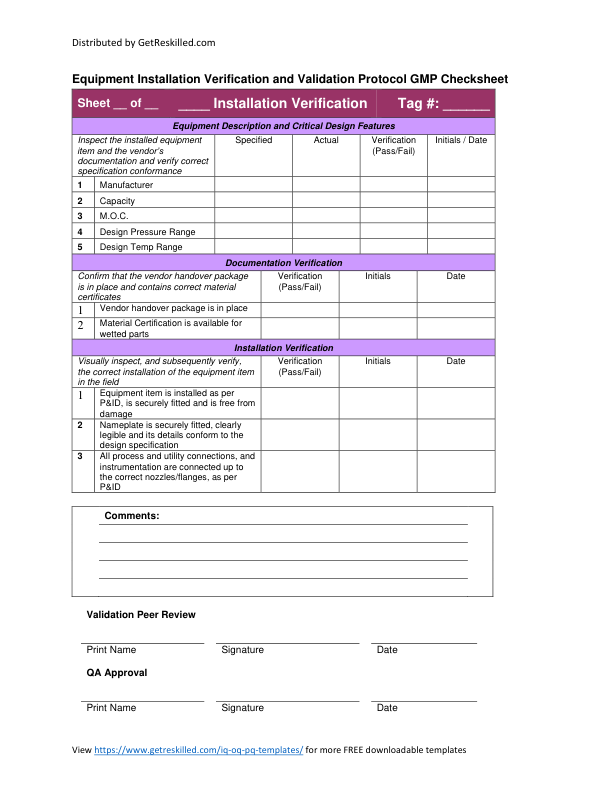 Distributed by GetReskilled.com
Equipment Installation Verification and Validation Protocol GMP Checksheet
Sheet __ of __ ____ Installation Verification Tag #: ______
Equipment Description and Critical Design Features
Inspect the installed equipment Specified Actual Verification Initials / Date
item and the vendor's (Pass/Fail)
documentation and verify correct
specification conformance
1 Manufacturer
2 Capacity
3 M.O.C.
4 Design Pressure Range
5 Design Temp Range
Documentation Verification
Confirm that the vendor handover package Verification Initials Date
is in place and contains correct material (Pass/Fail)
certificates
1 Vendor handover package is in place
2 Material Certification is available for
wetted parts
Installation Verification
Visually inspect, and subsequently verify, Verification Initials Date
the correct installation of the equipment item (Pass/Fail)
in the field
1 Equipment item is installed as per
P&ID, is securely fitted and is free from
damage
2 Nameplate is securely fitted, clearly
legible and its details conform to the
design specification
3 All process and utility connections, and
instrumentation are connected up to
the correct nozzles/flanges, as per
P&ID
Comments:
Validation Peer Review
Print Name Signature Date
QA Approval
Print Name Signature Date
View https://www.getreskilled.com/iq-oq-pq-templates/ for more FREE downloadable templates